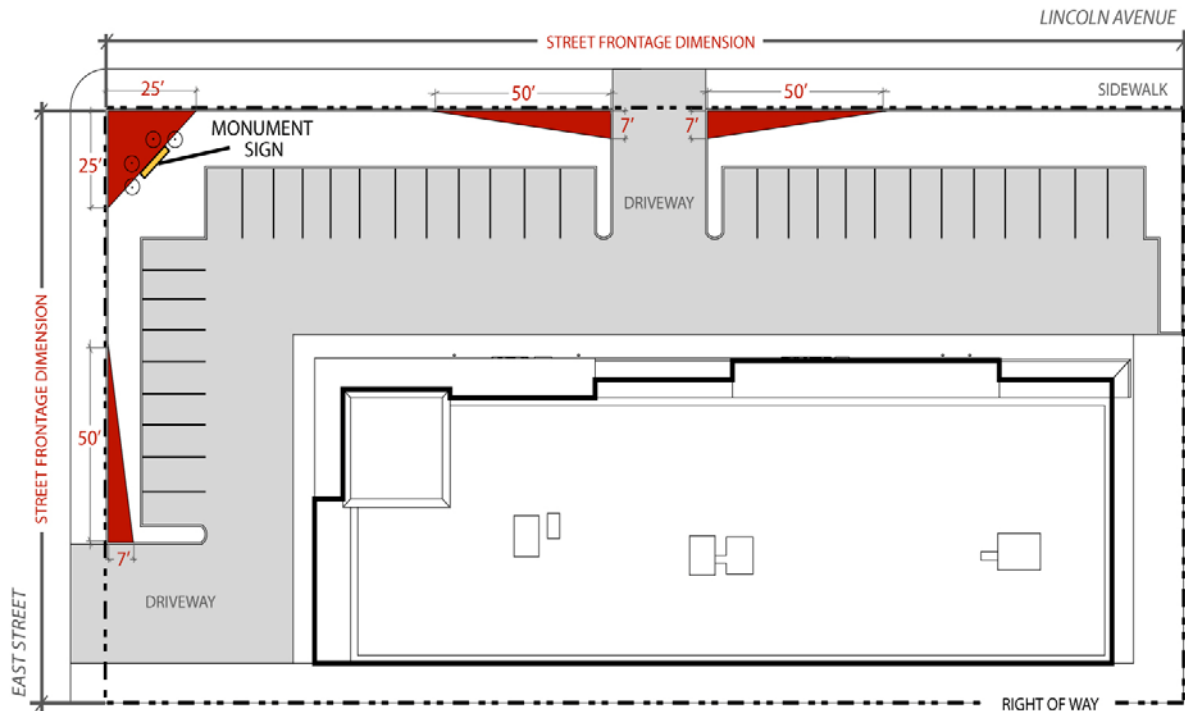 LINCOLN AVENUE
STREET FRONTAGE DIMENSION
25'
50'
50'
SIDEWALK
MONUMENT
SIGN
7'
7'
25'
DRIVEWAY
STREET FRONTAGE DIMENSION
50'
7'
DRIVEWAY
EAST STREET
RIGHT OF WAY